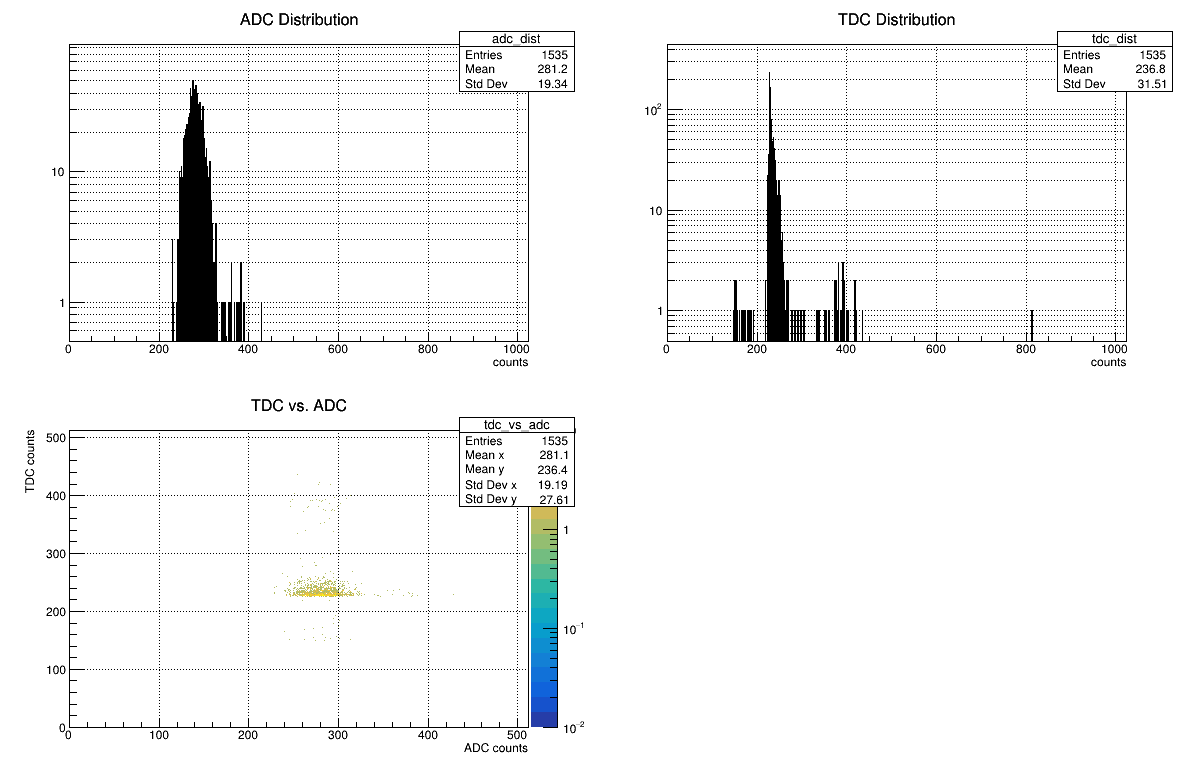 ADC Distribution
adc_dist
Entries 1535
Mean 281.2
Std Dev 19.34
10
1
0 200 400 600 800 1000
counts
TDC Distribution
tdc_dist
Entries 1535
Mean 236.8
Std Dev 31.51
10²
10
1
0 200 400 600 800 1000
counts
TDC vs. ADC
tdc_vs_adc
Entries 1535
Mean x 281.1
Mean y 236.4
Std Dev x 19.19
Std Dev y 27.61
TDC counts
500
400
300
200
100
0
0 100 200 300 400 500
ADC counts
1
10⁻¹
10⁻²